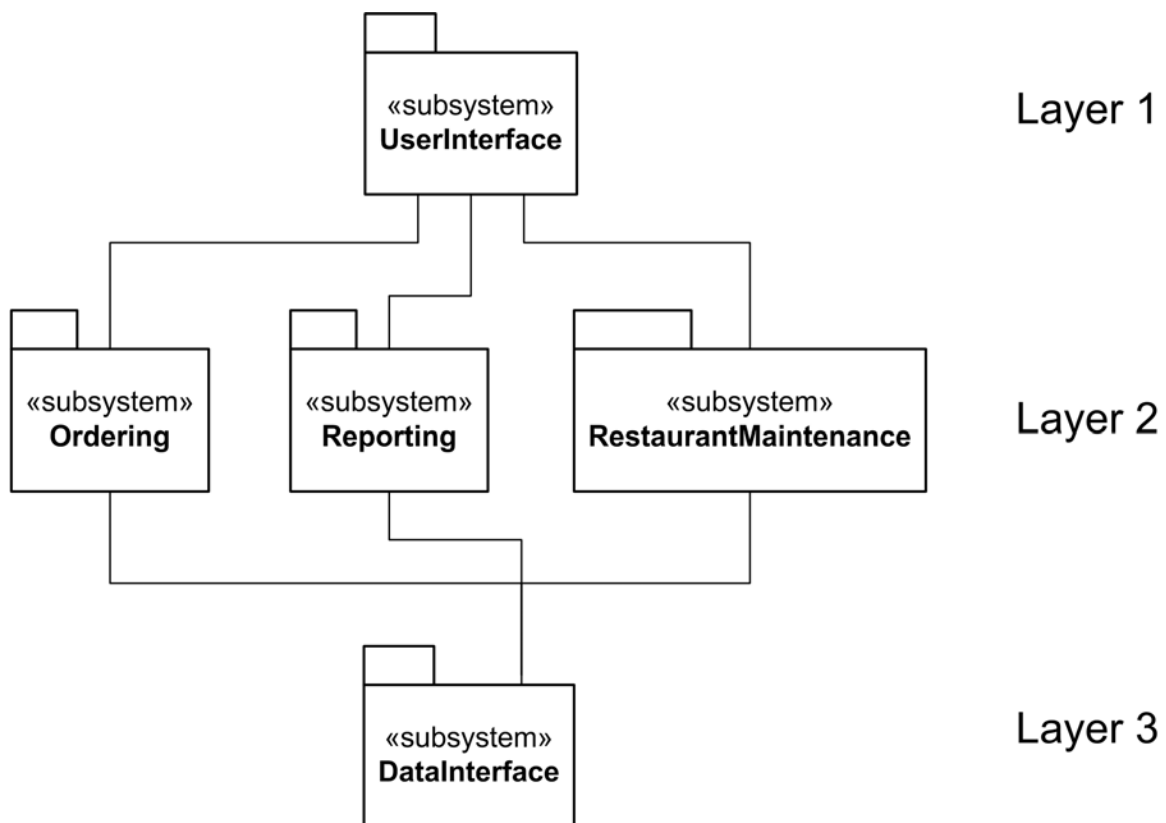 «subsystem»
UserInterface
Layer 1
«subsystem»
Ordering
«subsystem»
Reporting
«subsystem»
RestaurantMaintenance
Layer 2
«subsystem»
DataInterface
Layer 3